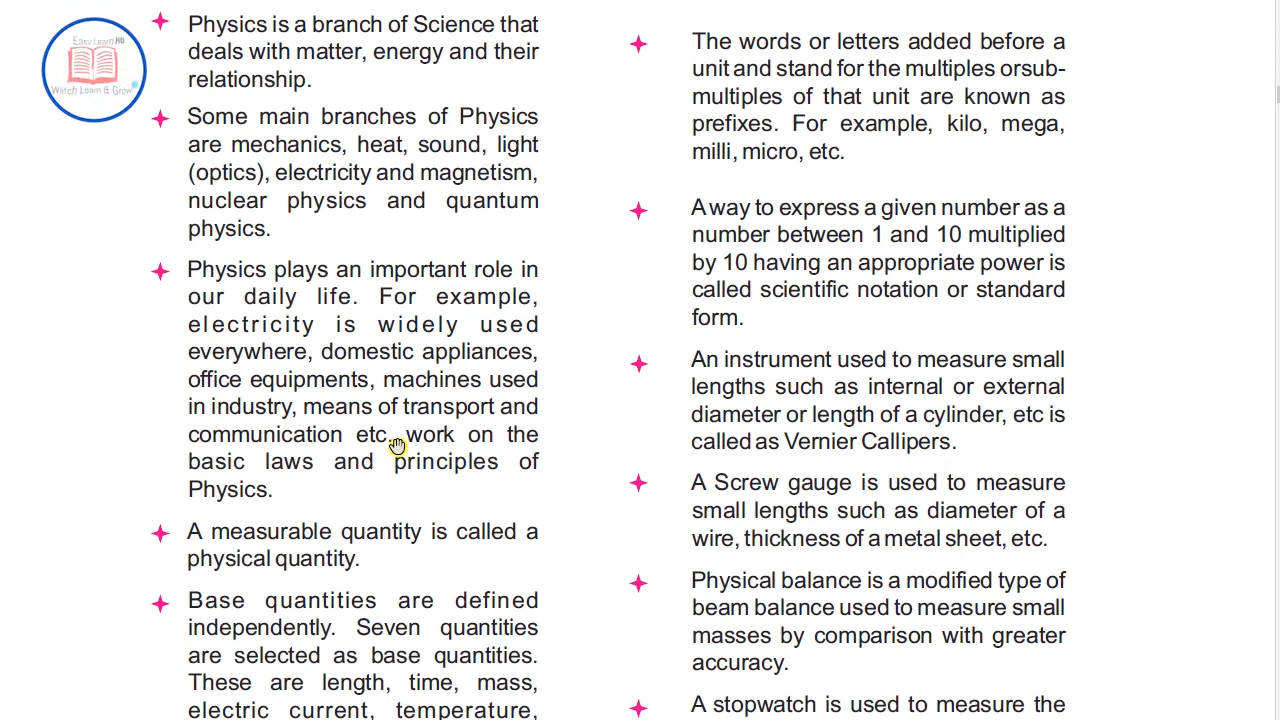 Easy Learn HD
Watch Learn & Grow
Physics is a branch of Science that
deals with matter, energy and their
relationship.
Some main branches of Physics
are mechanics, heat, sound, light
(optics), electricity and magnetism,
nuclear physics and quantum
physics.
Physics plays an important role in
our daily life. For example,
electricity is widely used
everywhere, domestic appliances,
office equipments, machines used
in industry, means of transport and
communication etc. work on the
basic laws and principles of
Physics.
A measurable quantity is called a
physical quantity.
Base quantities are defined
independently. Seven quantities
are selected as base quantities.
These are length, time, mass,
electric current, temperature,
The words or letters added before a
unit and stand for the multiples orsub-
multiples of that unit are known as
prefixes. For example, kilo, mega,
milli, micro, etc.
A way to express a given number as a
number between 1 and 10 multiplied
by 10 having an appropriate power is
called scientific notation or standard
form.
An instrument used to measure small
lengths such as internal or external
diameter or length of a cylinder, etc is
called as Vernier Callipers.
A Screw gauge is used to measure
small lengths such as diameter of a
wire, thickness of a metal sheet, etc.
Physical balance is a modified type of
beam balance used to measure small
masses by comparison with greater
accuracy.
A stopwatch is used to measure the